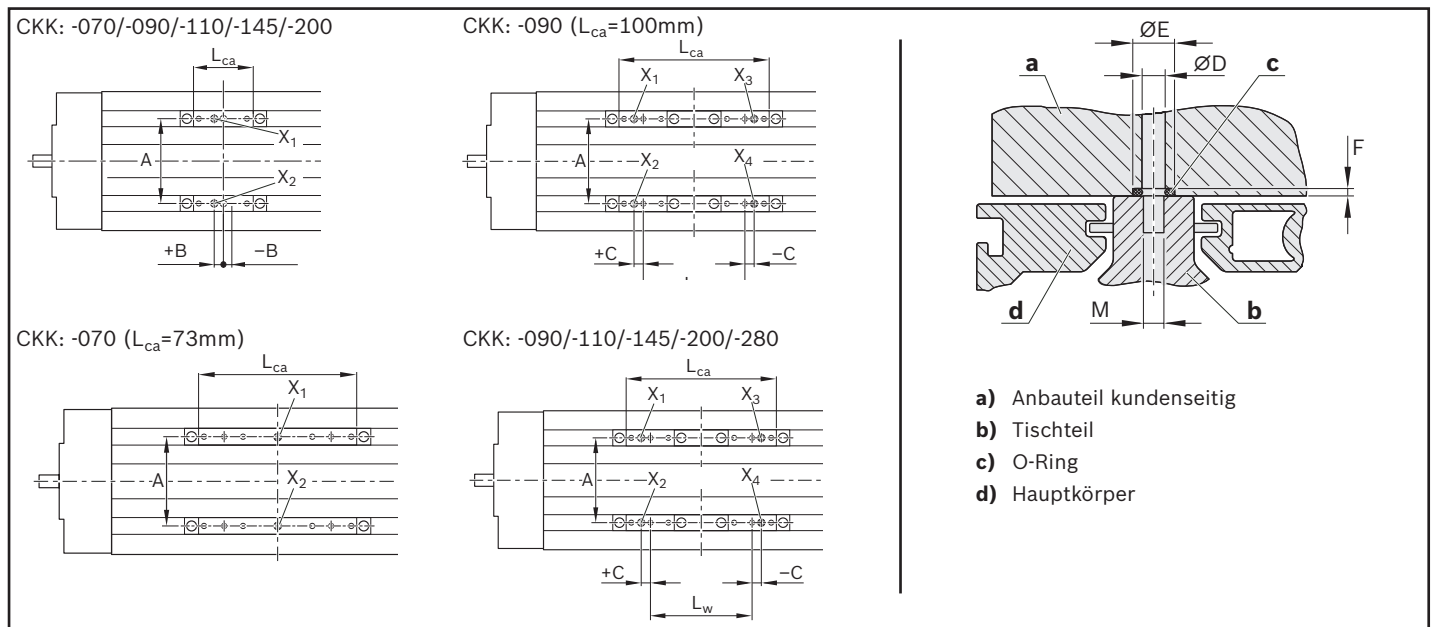 CKK: -070/-090/-110/-145/-200
Lca
X1
A
X2
+B
–B
CKK: -090 (Lca=100mm)
Lca
X1
X3
A
X2
X4
+C
–C
CKK: -070 (Lca=73mm)
Lca
X1
A
X2
CKK: -090/-110/-145/-200/-280
Lca
X1
X3
A
X2
X4
+C
–C
Lw
ØE
a
ØD
c
F
d
M
b
a) Anbauteil kundenseitig
b) Tischteil
c) O-Ring
d) Hauptkörper